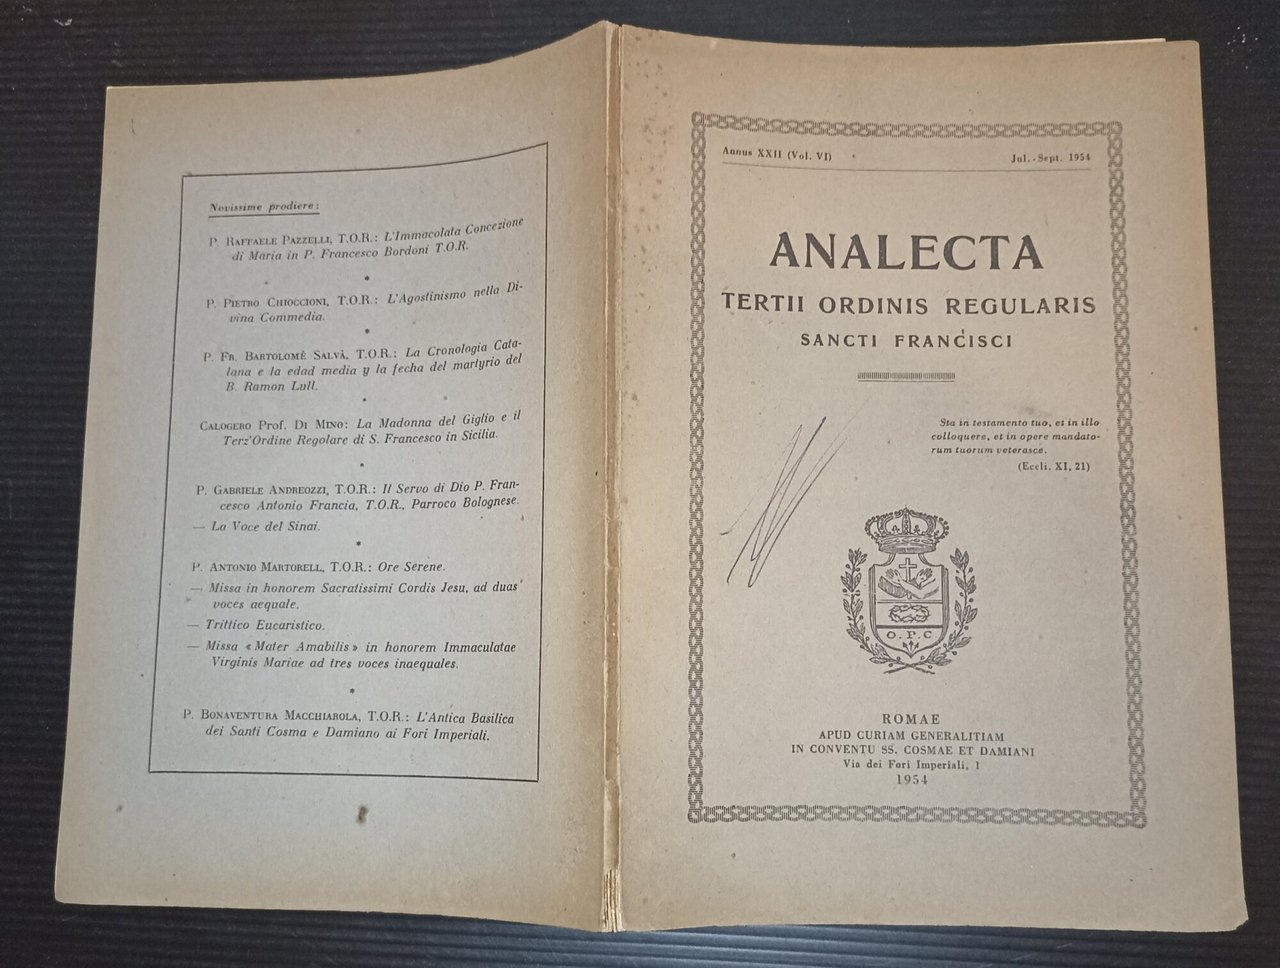 Novissime prodiere:
P. RAFFAELE PAZZELLI, T.O.R.: L'Immacolata Concezione
di Maria in P. Francesco Bordoni T.O.R.
*
P. PIETRO CHIOCCIONI, T.O.R.: L'Agostinismo nella Di-
vina Commedia.
*
P. FR. BARTOLOMÈ SALVÀ, T.O.R.: La Cronologia Cata-
lana e la edad media y la fecha del martyrio del
B. Ramon Lull.
*
CALOGERO Prof. DI MINO: La Madonna del Giglio e il
Terz'Ordine Regolare di S. Francesco in Sicilia.
*
P. GABRIELE ANDREOZZI, T.O.R.: Il Servo di Dio P. Fran-
cesco Antonio Francia, T.O.R., Parroco Bolognese.
— La Voce del Sinai.
*
P. ANTONIO MARTORELL, T.O.R.: Ore Serene.
— Missa in honorem Sacratissimi Cordis Jesu, ad duas
voces aequale.
— Trittico Eucaristico.
— Missa « Mater Amabilis » in honorem Immaculatae
Virginis Mariae ad tres voces inaequales.
*
P. BONAVENTURA MACCHIAROLA, T.O.R.: L'Antica Basilica
dei Santi Cosma e Damiano ai Fori Imperiali.
Annus XXII (Vol. VI) Jul.-Sept. 1954
ANALECTA
TERTII ORDINIS REGULARIS
SANCTI FRANCISCI
Sta in testamento tuo, et in illo
colloquere, et in opere mandato-
rum tuorum veterasce.
(Eccli. XI, 21)
O.P.C
ROMAE
APUD CURIAM GENERALITIAM
IN CONVENTU SS. COSMAE ET DAMIANI
Via dei Fori Imperiali, 1
1954